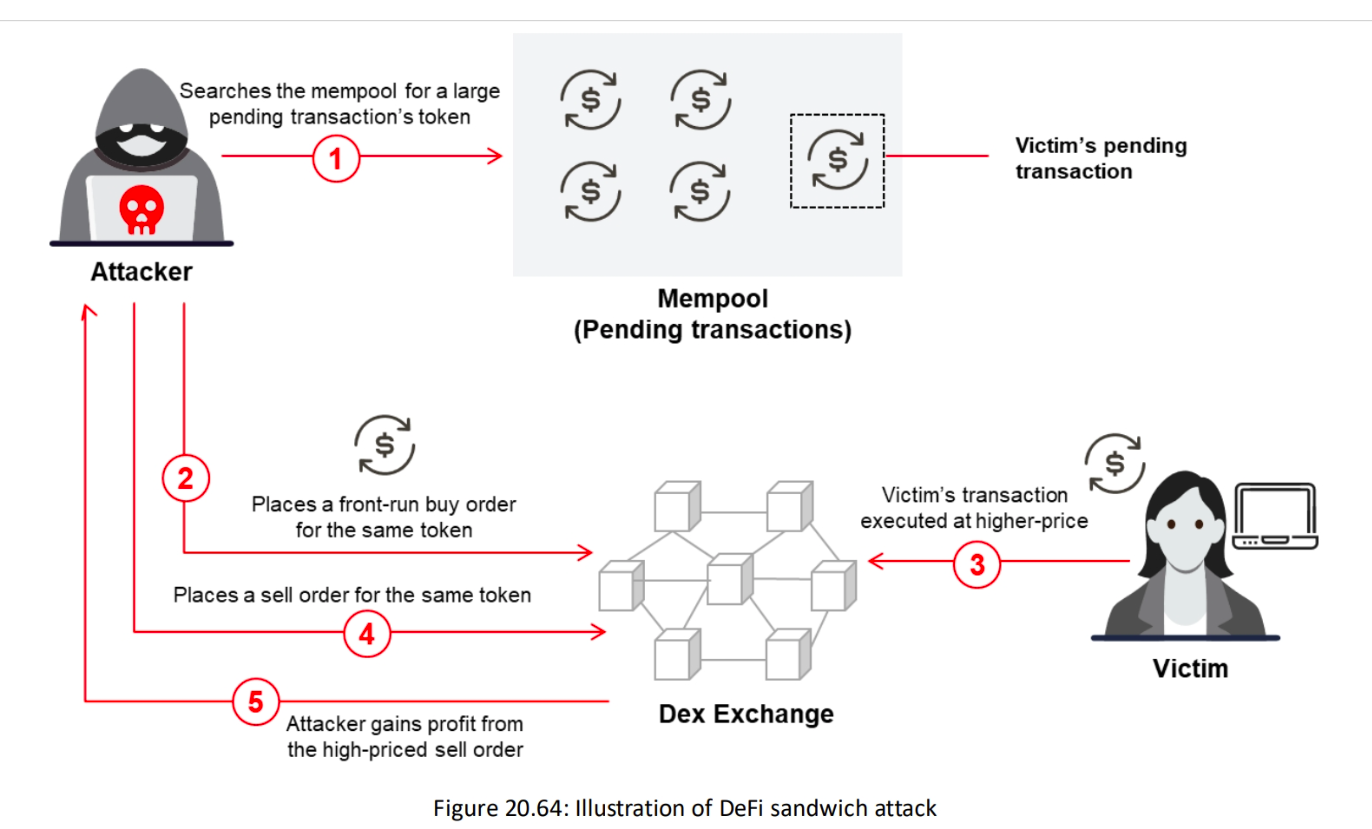 Searches the mempool for a large
pending transaction's token
1
Victim's pending
transaction
Attacker
Mempool
(Pending transactions)
2
Places a front-run buy order
for the same token
Victim's transaction
executed at higher-price
3
Places a sell order for the same token
4
Victim
5
Attacker gains profit from
the high-priced sell order
Dex Exchange
Figure 20.64: Illustration of DeFi sandwich attack